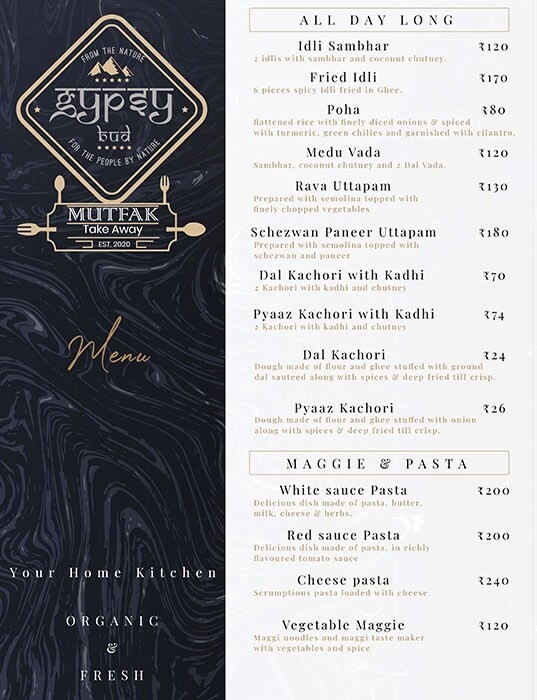 FROM THE NATURE
gypsy
bud
FOR THE PEOPLE BY NATURE
MUTFAK
Take Away
EST, 2020
Menu
Your Home Kitchen
ORGANIC
&
FRESH
ALL DAY LONG
Idli Sambhar ₹120
2 idlis with sambhar and coconut chutney.
Fried Idli ₹170
6 pieces spicy Idli fried in Ghee.
Poha ₹80
flattened rice with finely diced onions & spiced
with turmeric, green chilies and garnished with cilantro.
Medu Vada ₹120
Sambhar, coconut chutney and 2 Dal Vada.
Rava Uttapam ₹130
Prepared with semolina topped with
finely chopped vegetables
Schezwan Paneer Uttapam ₹180
Prepared with semolina topped with
schezwan and paneer
Dal Kachori with Kadhi ₹70
2 Kachori with kadhi and chutney
Pyaaz Kachori with Kadhi ₹74
2 Kachori with kadhi and chutney
Dal Kachori ₹24
Dough made of flour and ghee stuffed with ground
dal sauteed along with spices & deep fried till crisp.
Pyaaz Kachori ₹26
Dough made of flour and ghee stuffed with onion
along with spices & deep fried till crisp.
MAGGIE & PASTA
White sauce Pasta ₹200
Delicious dish made of pasta, butter,
milk, cheese & herbs.
Red sauce Pasta ₹200
Delicious dish made of pasta, in richly
flavoured tomato sauce
Cheese pasta ₹240
Scrumptious pasta loaded with cheese
Vegetable Maggie ₹120
Maggi noodles and maggi taste maker
with vegetables and spice